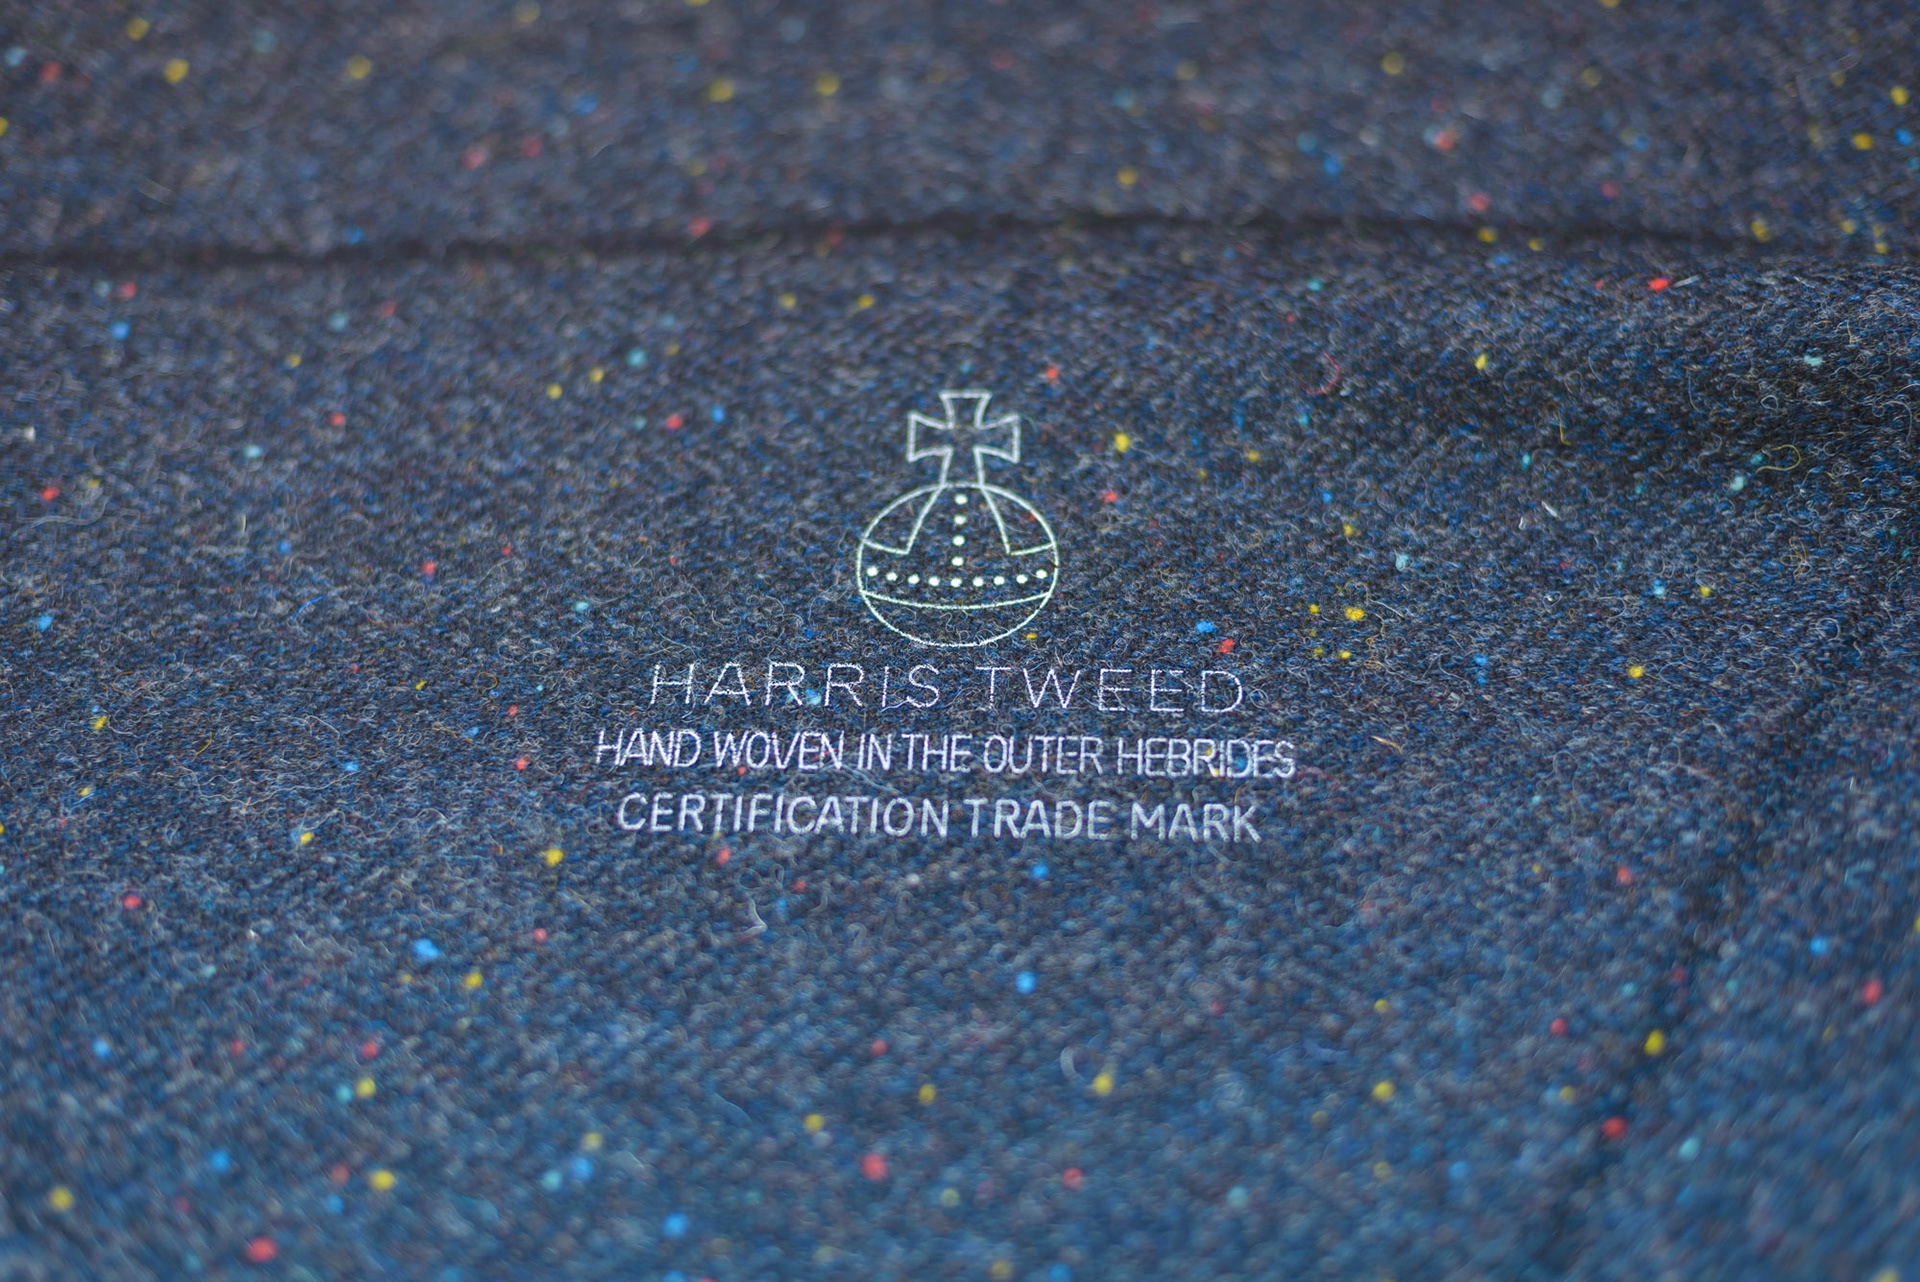 HARRIS TWEED
HAND WOVEN IN THE OUTER HEBRIDES
CERTIFICATION TRADE MARK